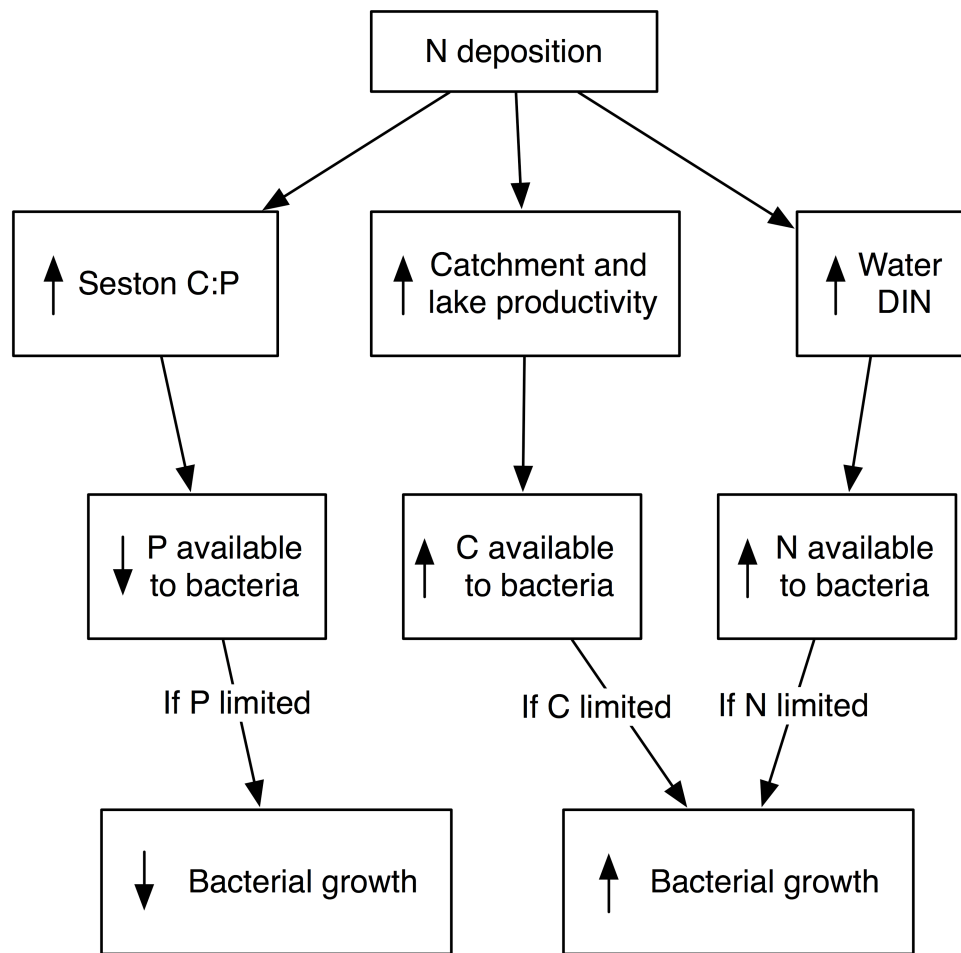 N deposition
Seston C:P
Catchment and
lake productivity
Water
DIN
P available
to bacteria
C available
to bacteria
N available
to bacteria
If P limited
If C limited
If N limited
Bacterial growth
Bacterial growth